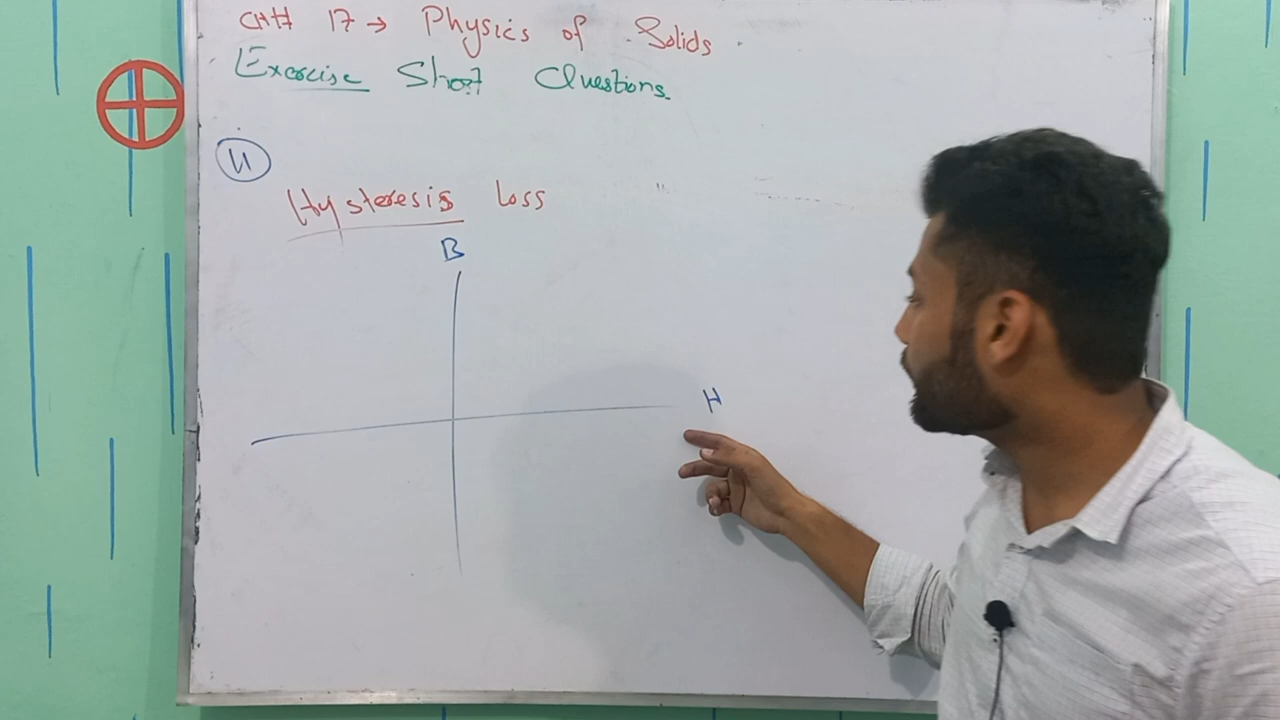 CH# 17 → Physics of Solids
Exercise Short Questions.
11
Hysteresis Loss
B
H